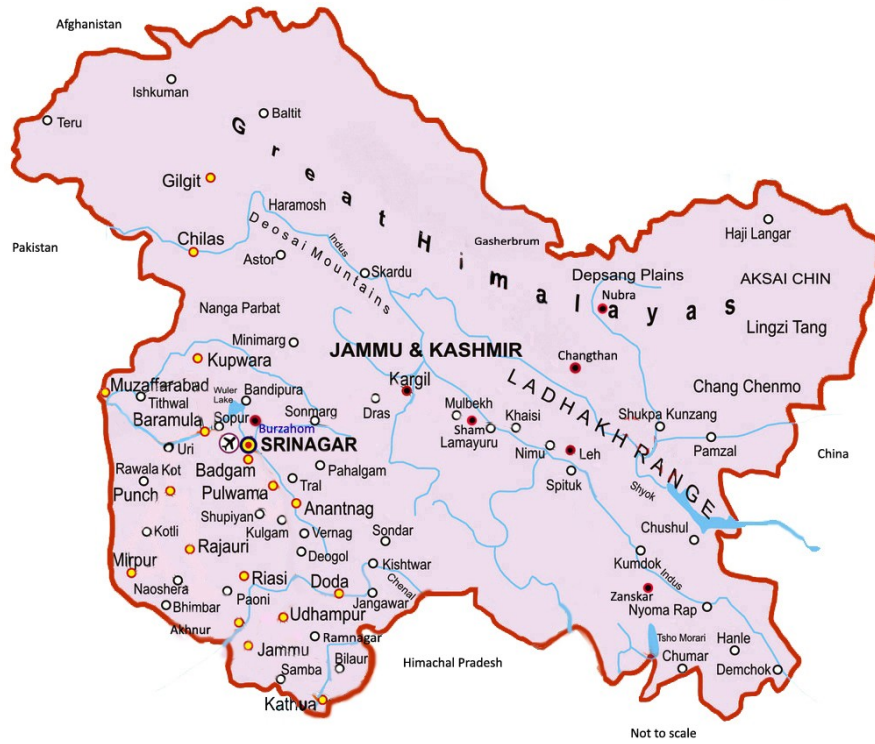 Afghanistan
Ishkuman
Teru
Baltit
Great Himalayas
Gilgit
Haramosh
Deosai Mountains
Indus
Gasherbrum
Haji Langar
Pakistan
Chilas
Astor
Skardu
Depsang Plains
AKSAI CHIN
Nubra
Nanga Parbat
Lingzi Tang
Minimarg
Kupwara
JAMMU & KASHMIR
Changthan
Muzaffarabad
Tithwal
Wuler
Lake
Bandipura
Kargil
LADHAKH RANGE
Chang Chenmo
Baramula
Sopur
Sonmarg
Dras
Mulbekh
Khaisi
Shukpa Kunzang
Burzahom
Sham
Lamayuru
Uri
SRINAGAR
Nimu
Leh
Pamzal
China
Rawala Kot
Badgam
Pahalgam
Spituk
Punch
Pulwama
Tral
Shyok
Anantnag
Shupiyan
Kulgam
Kotli
Vernag
Sondar
Chushul
Rajauri
Deogol
Kumdok
Indus
Mirpur
Riasi
Doda
Kishtwar
Chenal
Naoshera
Paoni
Jangawar
Zanskar
Nyoma Rap
Bhimbar
Udhampur
Akhnur
Ramnagar
Tsho Morari
Hanle
Jammu
Bilaur
Himachal Pradesh
Chumar
Demchok
Samba
Kathua
Not to scale